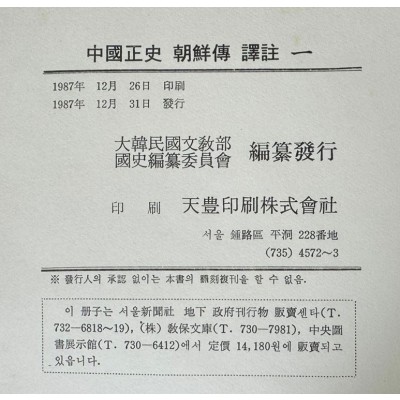 中國正史 朝鮮傳 譯註 一
1987年 12月 26日 印刷
1987年 12月 31日 發行
大韓民國文敎部
國史編纂委員會 編纂發行
印刷 天豊印刷株式會社
서울 鍾路區 平洞 228番地
(735) 4572~3
※ 發行人의 承認 없이는 本書의 飜刻複刊을 할 수 없음.
이 册子는 서울新聞社 地下 政府刊行物 販賣센타(T.
732—6818~19), (株) 敎保文庫(T. 730—7981), 中央圖
書展示館(T. 730—6412)에서 定價 14,180원에 販賣되고
있읍니다.